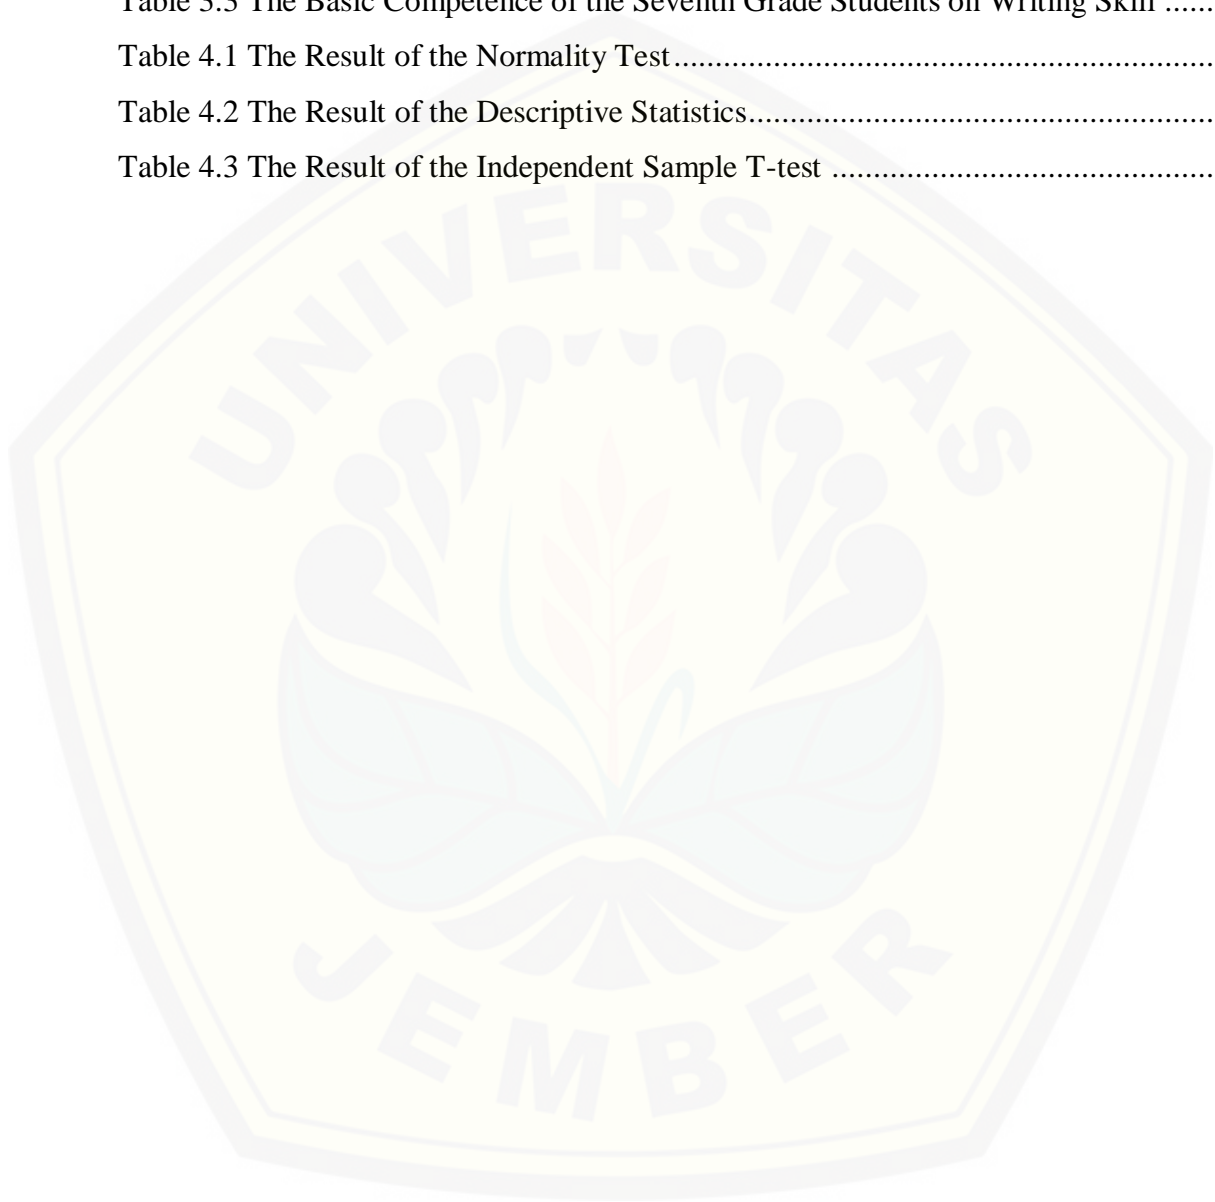 Table 3.3 The Basic Competence of the Seventh Grade Students on Writing Skill ......
Table 4.1 The Result of the Normality Test.................................................................
Table 4.2 The Result of the Descriptive Statistics........................................................
Table 4.3 The Result of the Independent Sample T-test ..............................................
UNIVERSITAS
JEMBER